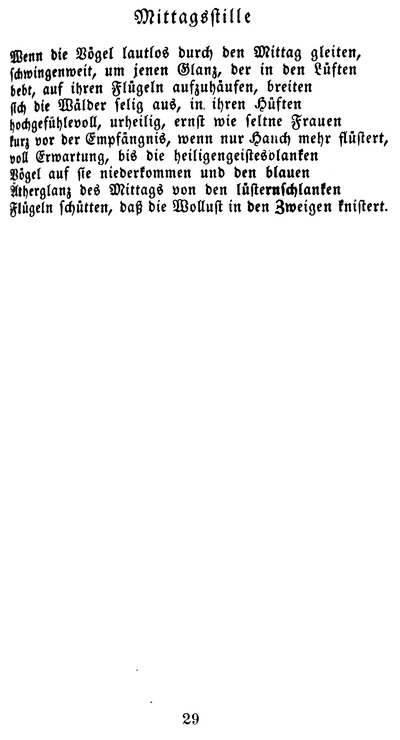 Mittagsstille
Wenn die Vögel lautlos durch den Mittag gleiten,
schwingenweit, um jenen Glanz, der in den Lüften
bebt, auf ihren Flügeln aufzuhäufen, breiten
sich die Wälder selig aus, in ihren Hüften
hochgefühlevoll, urheilig, ernst wie seltne Frauen
kurz vor der Empfängnis, wenn nur Hauch mehr flüstert,
voll Erwartung, bis die heiligengeistesblanken
Vögel auf sie niederkommen und den blauen
Ätherglanz des Mittags von den lüsternschlanken
Flügeln schütten, daß die Wollust in den Zweigen knistert.
29